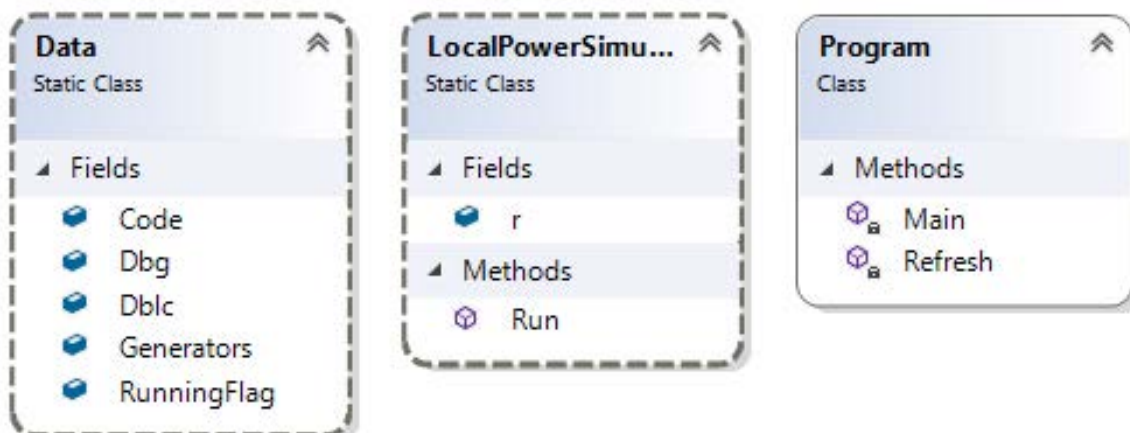 Data
Static Class
Fields
Code
Dbg
Dblc
Generators
RunningFlag
LocalPowerSimu...
Static Class
Fields
r
Methods
Run
Program
Class
Methods
Main
Refresh